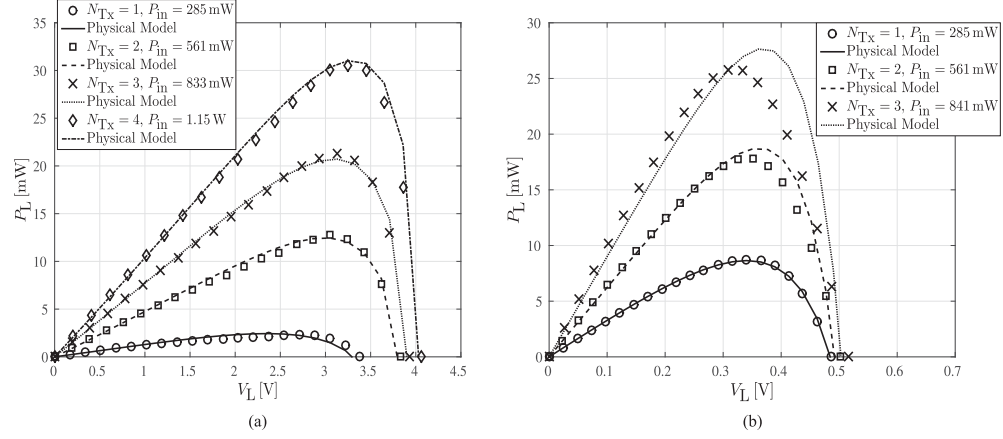 N_Tx = 1, P_in = 285 mW
Physical Model
N_Tx = 2, P_in = 561 mW
Physical Model
N_Tx = 3, P_in = 833 mW
Physical Model
N_Tx = 4, P_in = 1.15 W
Physical Model
P_L [mW]
35
30
25
20
15
10
5
0
0 0.5 1 1.5 2 2.5 3 3.5 4 4.5
V_L [V]
(a)
N_Tx = 1, P_in = 285 mW
Physical Model
N_Tx = 2, P_in = 561 mW
Physical Model
N_Tx = 3, P_in = 841 mW
Physical Model
P_L [mW]
30
25
20
15
10
5
0
0 0.1 0.2 0.3 0.4 0.5 0.6 0.7
V_L [V]
(b)